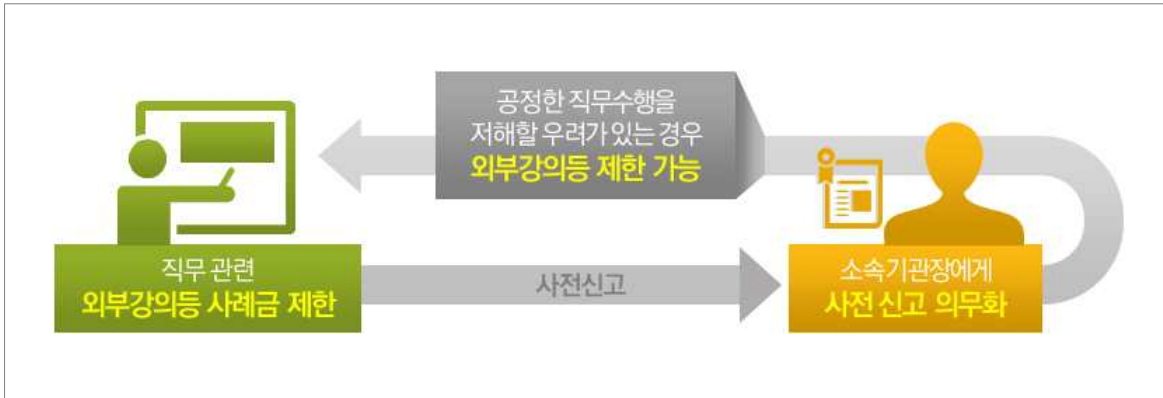 공정한 직무수행을
저해할 우려가 있는 경우
외부강의등 제한 가능
직무 관련
외부강의등 사례금 제한
사전신고
소속기관장에게
사전 신고 의무화